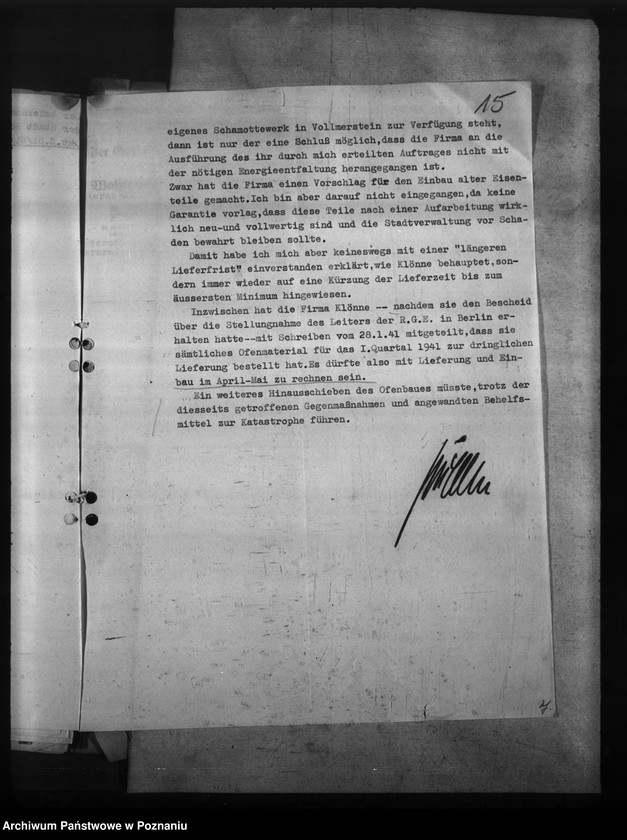 15
eigenes Schamottewerk in Vollmerstein zur Verfügung steht,
dann ist nur der eine Schluß möglich,dass die Firma an die
Ausführung des ihr durch mich erteilten Auftrages nicht mit
der nötigen Energieentfaltung herangegangen ist.
Zwar hat die Firma einen Vorschlag für den Einbau alter Eisen-
teile gemacht.Ich bin aber darauf nicht eingegangen,da keine
Garantie vorlag,dass diese Teile nach einer Aufarbeitung wirk-
lich neu-und vollwertig sind und die Stadtverwaltung vor Scha-
den bewahrt bleiben sollte.
Damit habe ich mich aber keineswegs mit einer "längeren
Lieferfrist" einverstanden erklärt,wie Klönne behauptet,son-
dern immer wieder auf eine Kürzung der Lieferzeit bis zum
äussersten Minimum hingewiesen.
Inzwischen hat die Firma Klönne -- nachdem sie den Bescheid
über die Stellungnahme des Leiters der R.G.E. in Berlin er-
halten hatte--mit Schreiben vom 28.1.41 mitgeteilt,dass sie
sämtliches Ofenmaterial für das I.Quartal 1941 zur dringlichen
Lieferung bestellt hat.Es dürfte also mit Lieferung und Ein-
bau im April-Mai zu rechnen sein.
Ein weiteres Hinausschieben des Ofenbaues müsste,trotz der
diesseits getroffenen Gegenmaßnahmen und angewandten Behelfs-
mittel zur Katastrophe führen.
Archiwum Państwowe w Poznaniu